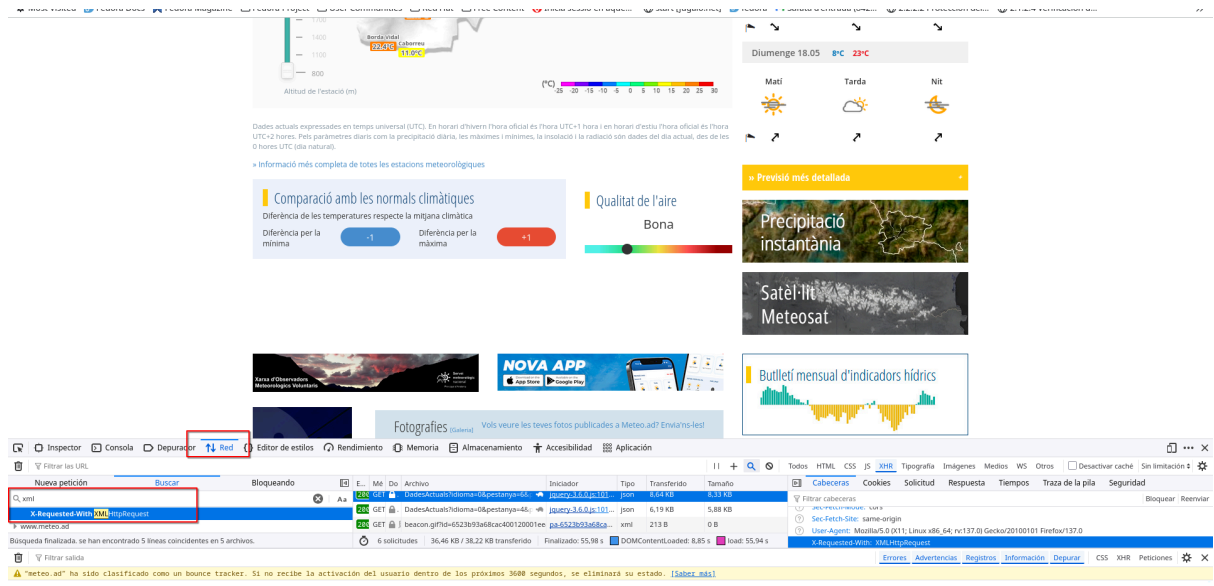 1700
1400
1100
800
Borda Vidal
22.4°C
Caborreu
11.0°C
Altitud de l'estació (m)
(°C)
-25 -20 -15 -10 -5 0 5 10 15 20 25 30
Dades actuals expressades en temps universal (UTC). En horari d'hivern l'hora oficial és l'hora UTC+1 hora i en horari d'estiu l'hora oficial és l'hora
UTC+2 hores. Pels paràmetres diaris com la precipitació diària, les màximes i mínimes, la insolació i la radiació són dades del dia actual, des de les
0 hores UTC (dia natural).
» Informació més completa de totes les estacions meteorològiques
Comparació amb les normals climàtiques
Diferència de les temperatures respecte la mitjana climàtica
Diferència per la mínima
-1
Diferència per la màxima
+1
Qualitat de l'aire
Bona
Diumenge 18.05 8ºC 23ºC
Matí Tarda Nit
» Previsió més detallada
Precipitació
instantània
Satèl·lit
Meteosat
Xarxa d'Observadors
Meteorologics Voluntaris
NOVA APP
App Store Google Play
Butlletí mensual d'indicadors hídrics
Fotografies [Galeria] Vols veure les teves fotos publicades a Meteo.ad? Envia'ns-les!
Inspector Consola Depurador Red Editor de estilos Rendimiento Memoria Almacenamiento Accesibilidad Aplicación
Filtrar las URL
Todos HTML CSS JS XHR Tipografía Imágenes Medios WS Otros Desactivar caché Sin limitación
Nueva petición Buscar Bloqueando
E... Mé Do Archivo Iniciador Tipo Transferido Tamaño
Cabeceras Cookies Solicitud Respuesta Tiempos Traza de la pila Seguridad
xml Aa
200 GET DadesActuals?idioma=0&pestanya=6& jquery-3.6.0.js:101... json 8,64 KB 8,33 KB
Filtrar cabeceras Bloquear Reenviar
X-Requested-With XMLHttpRequest
200 GET DadesActuals?idioma=0&pestanya=4& jquery-3.6.0.js:101... json 6,19 KB 5,88 KB
Sec-Fetch-Mode: cors
Sec-Fetch-Site: same-origin
www.meteo.ad
200 GET beacon.gif?id=6523b93a68cac400120001ee pa-6523b93a68ca... xml 213 B 0 B
User-Agent: Mozilla/5.0 (X11; Linux x86_64; rv:137.0) Gecko/20100101 Firefox/137.0
Búsqueda finalizada. se han encontrado 5 líneas coincidentes en 5 archivos.
6 solicitudes 36,46 KB / 38,22 KB transferido Finalizado: 55,98 s DOMContentLoaded: 8,85 s load: 55,94 s
X-Requested-With: XMLHttpRequest
Filtrar salida
Errores Advertencias Registros Información Depurar CSS XHR Peticiones
"meteo.ad" ha sido clasificado como un bounce tracker. Si no recibe la activación del usuario dentro de los próximos 3600 segundos, se eliminará su estado. [Saber más]